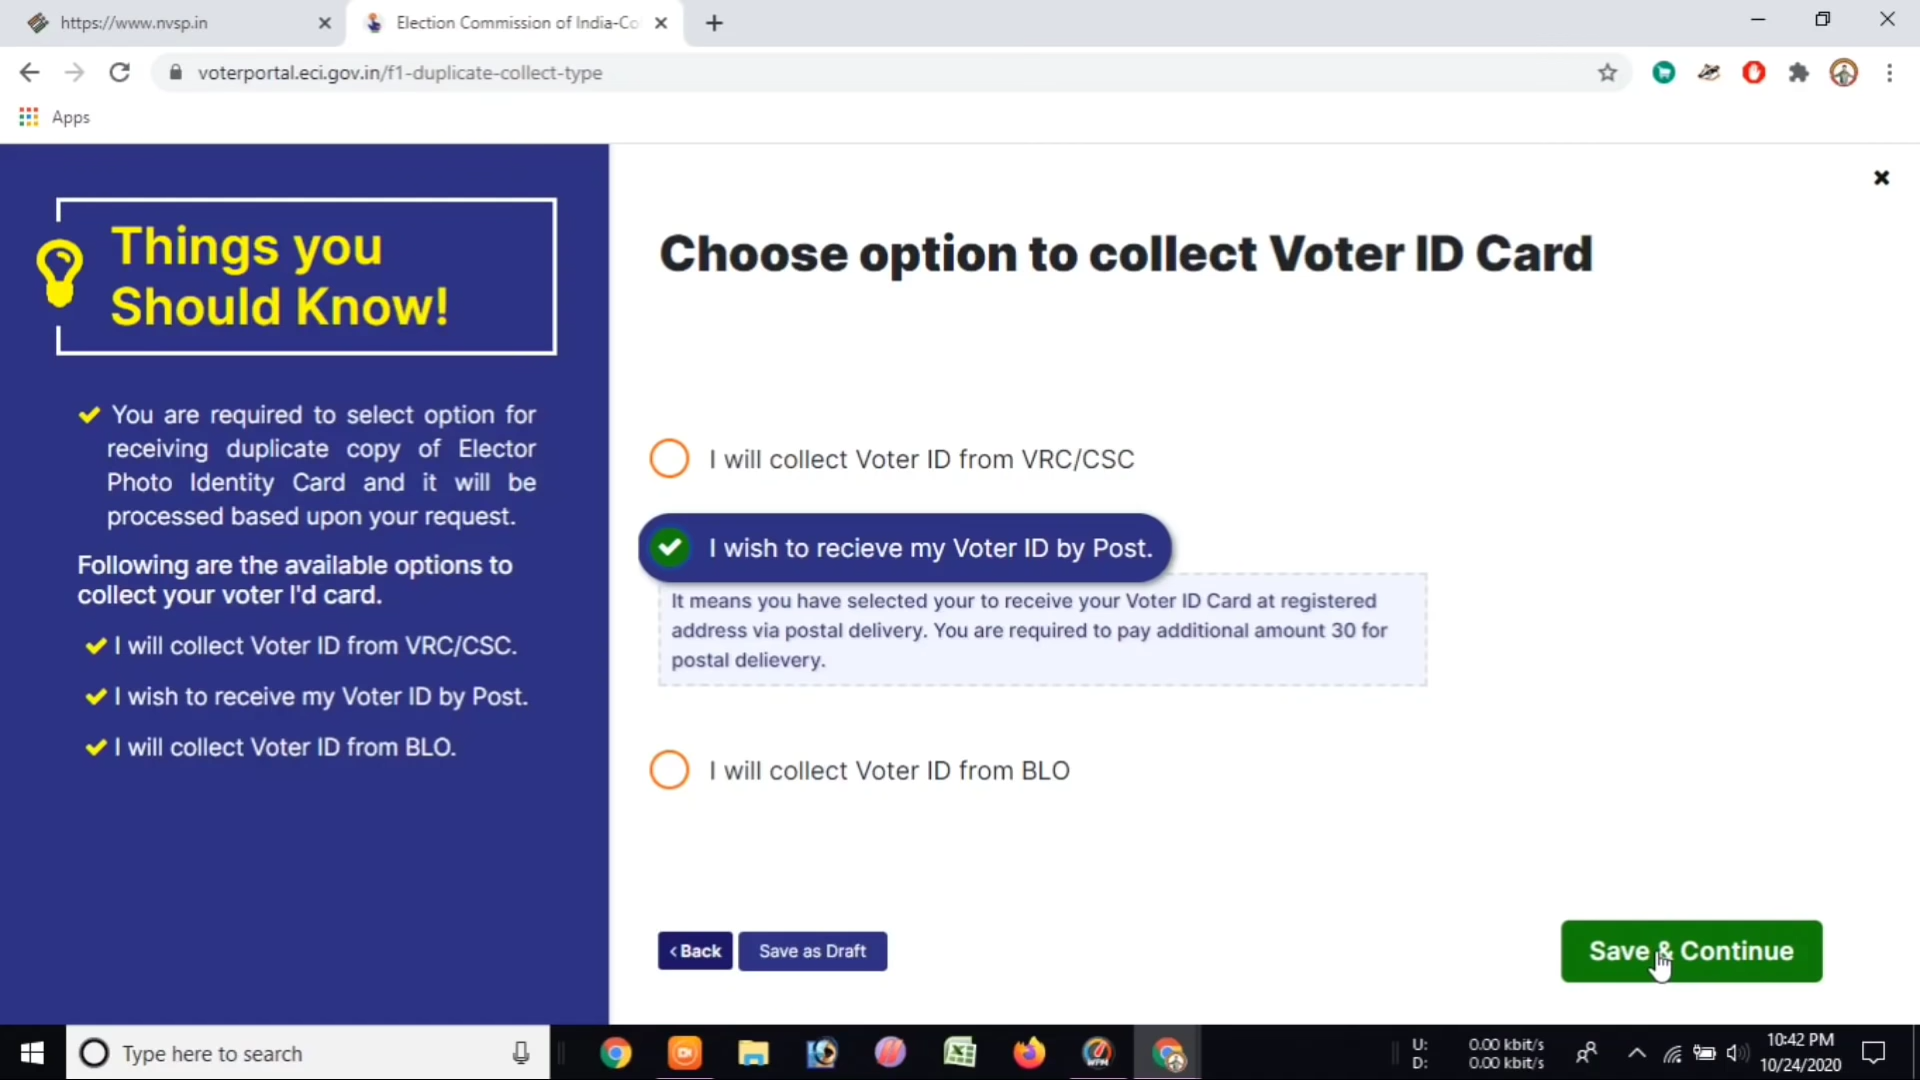 https://www.nvsp.in
Election Commission of India-Co
voterportal.eci.gov.in/f1-duplicate-collect-type
Apps
Things you
Should Know!
You are required to select option for
receiving duplicate copy of Elector
Photo Identity Card and it will be
processed based upon your request.
Following are the available options to
collect your voter I'd card.
I will collect Voter ID from VRC/CSC.
I wish to receive my Voter ID by Post.
I will collect Voter ID from BLO.
Choose option to collect Voter ID Card
I will collect Voter ID from VRC/CSC
I wish to recieve my Voter ID by Post.
It means you have selected your to receive your Voter ID Card at registered
address via postal delivery. You are required to pay additional amount 30 for
postal delievery.
I will collect Voter ID from BLO
‹ Back
Save as Draft
Save & Continue
Type here to search
U: 0.00 kbit/s
D: 0.00 kbit/s
10:42 PM
10/24/2020